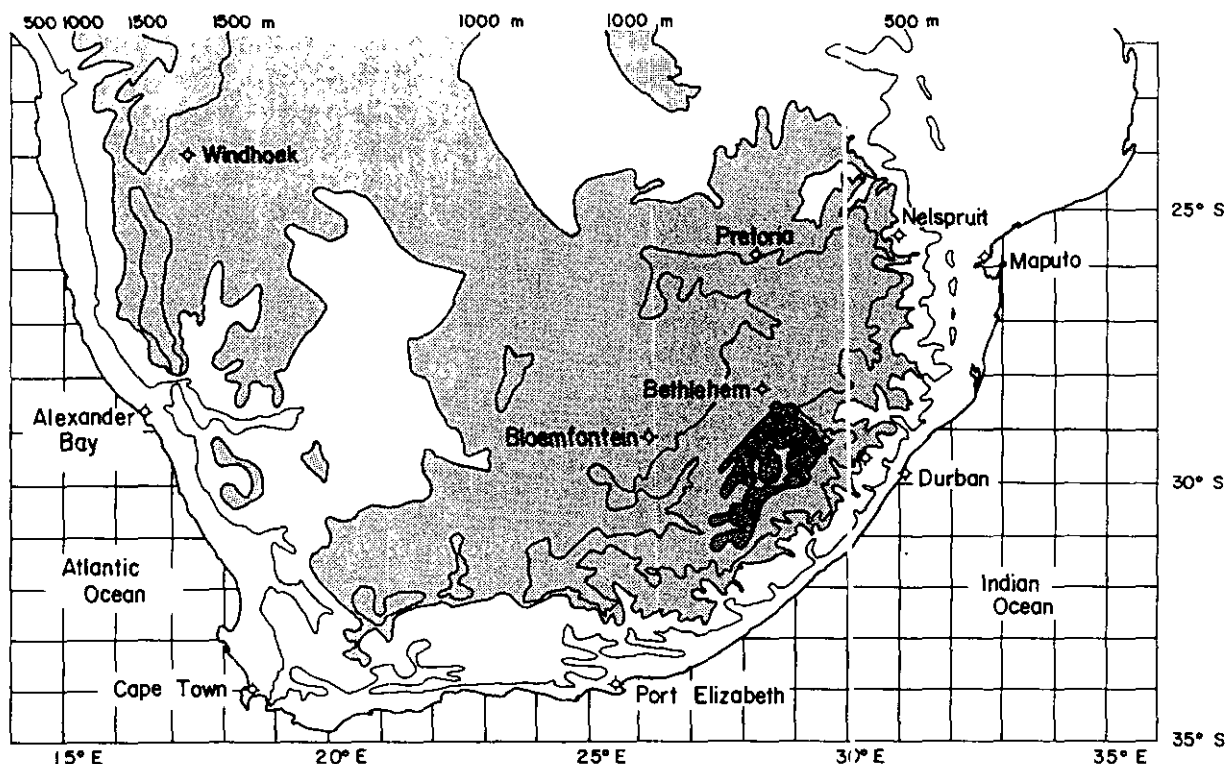 500 1000 1500 1500 m 1000 m 1000 m 500 m
Windhoek
25° S
Nelspruit
Pretoria
Maputo
Bethlehem
Alexander
Bay
Bloemfontein
Durban
30° S
Atlantic
Ocean
Indian
Ocean
Cape Town
Port Elizabeth
35° S
15° E 20° E 25° E 30° E 35° E